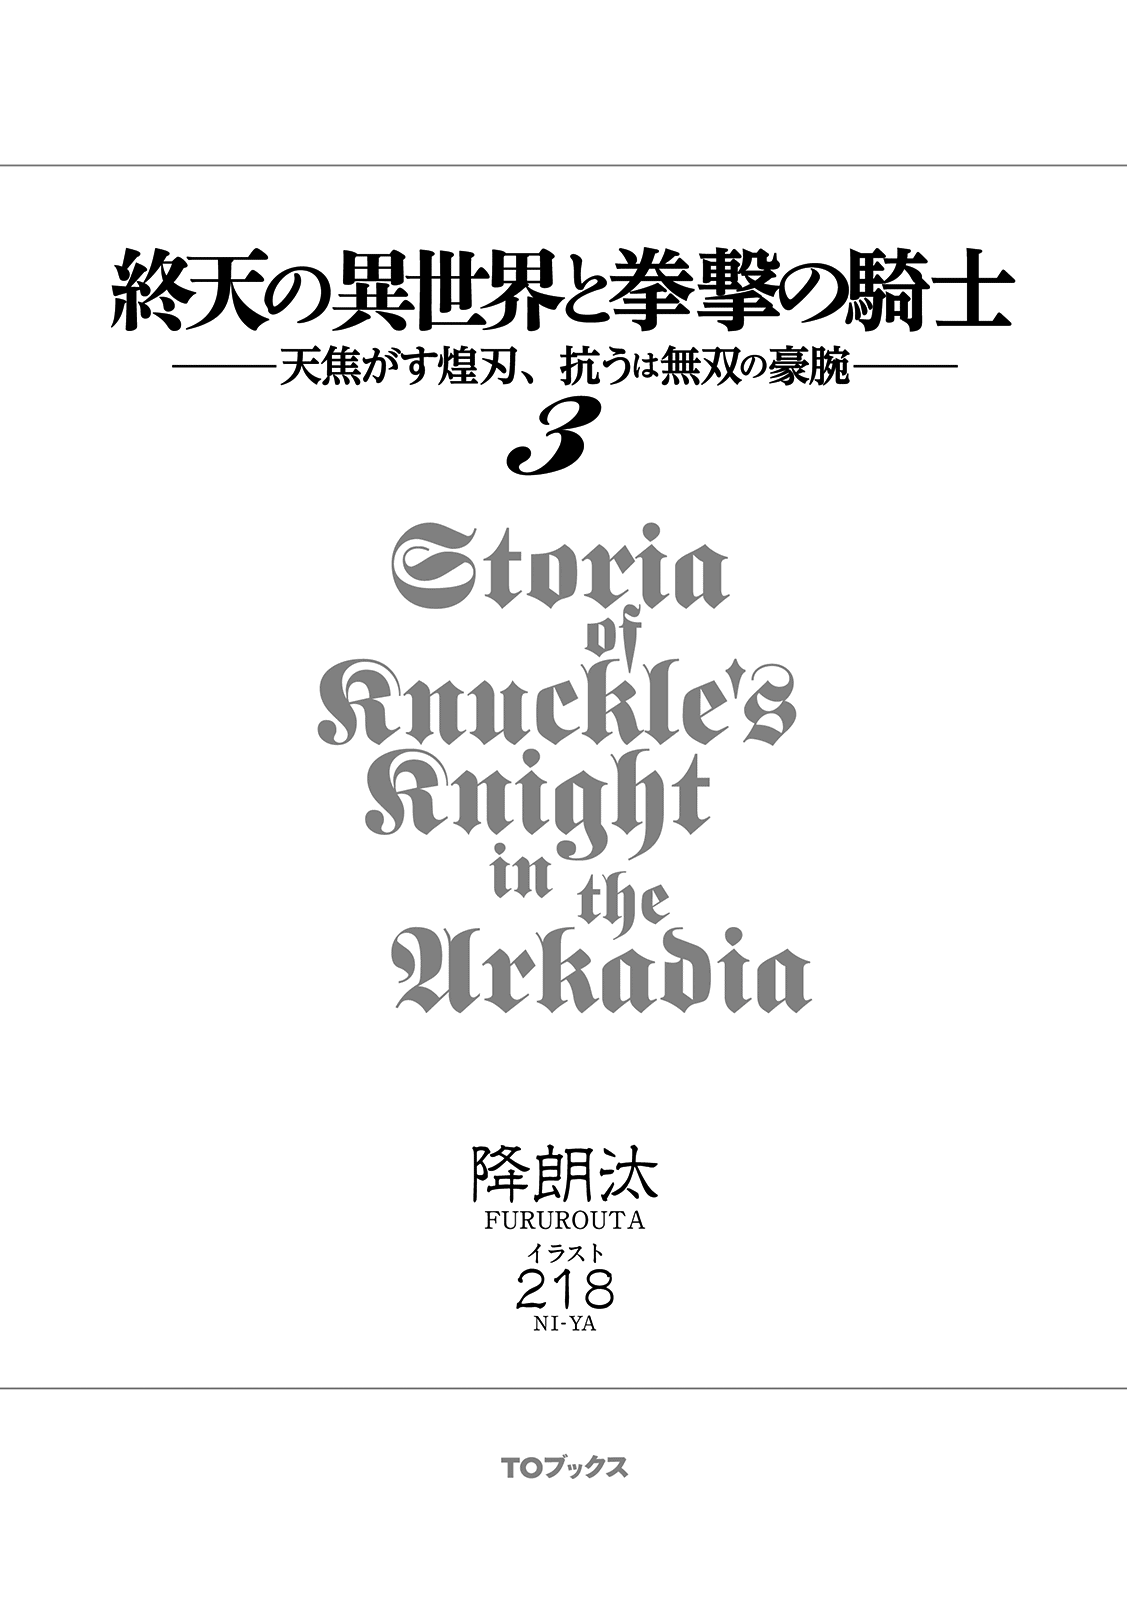 終天の異世界と拳撃の騎士
――天焦がす煌刃、抗うは無双の豪腕――
3
Storia
of
Knuckle's
Knight
in the
Arkadia
降朗汰
FURUROUTA
イラスト
218
NI-YA
TOブックス